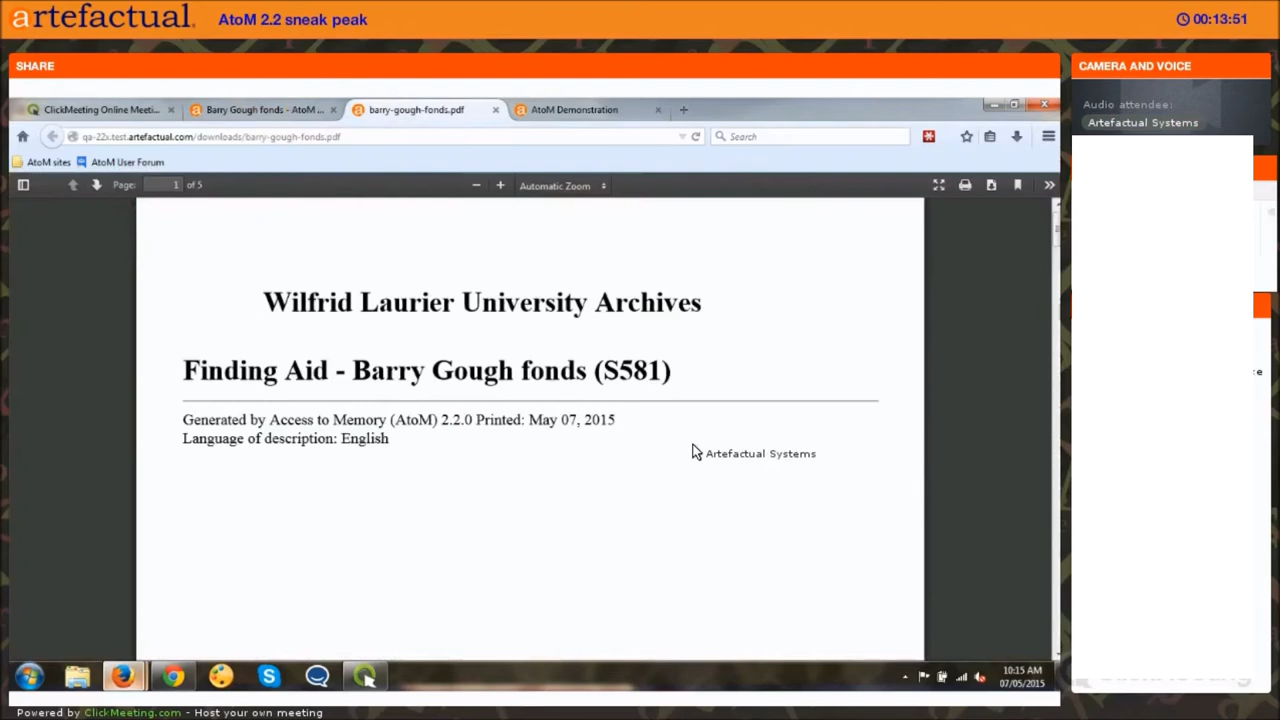 artefactual.
AtoM 2.2 sneak peak
00:13:51
SHARE
CAMERA AND VOICE
ClickMeeting Online Meeti...
Barry Gough fonds - AtoM ...
barry-gough-fonds.pdf
AtoM Demonstration
Audio attendee:
Artefactual Systems
qa-22x.test.artefactual.com/downloads/barry-gough-fonds.pdf
Search
AtoM sites
AtoM User Forum
Page: 1 of 5
Automatic Zoom
Wilfrid Laurier University Archives
Finding Aid - Barry Gough fonds (S581)
Generated by Access to Memory (AtoM) 2.2.0 Printed: May 07, 2015
Language of description: English
Artefactual Systems
10:15 AM
07/05/2015
Powered by ClickMeeting.com - Host your own meeting